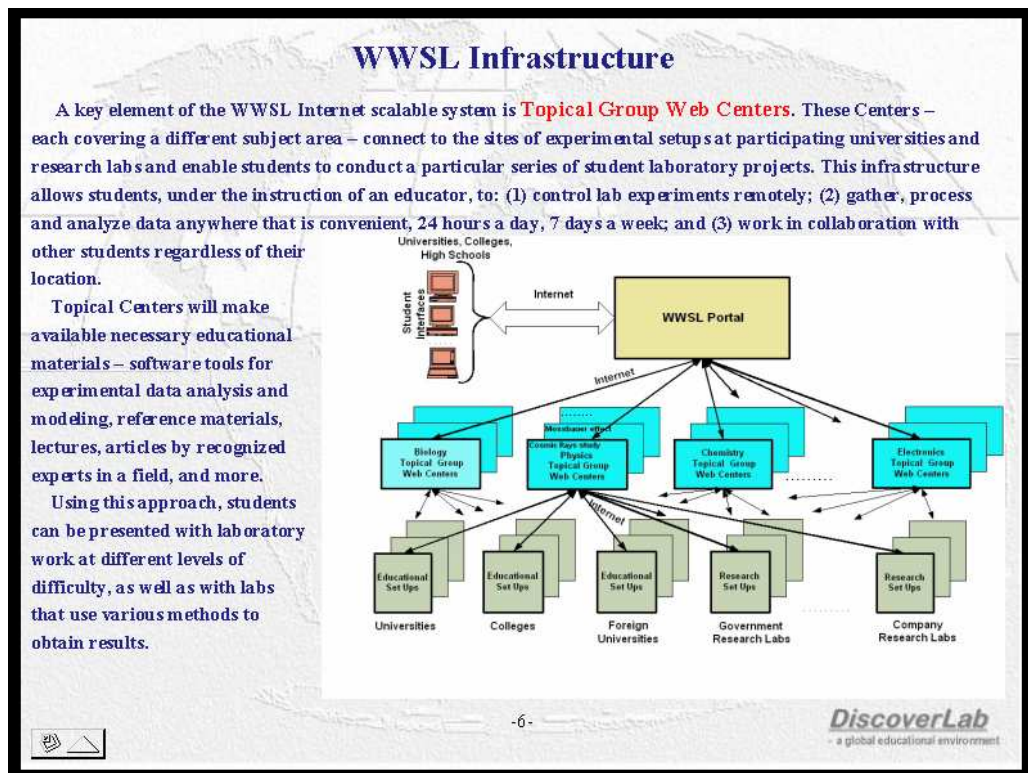 WWSL Infrastructure
A key element of the WWSL Internet scalable system is Topical Group Web Centers. These Centers –
each covering a different subject area – connect to the sites of experimental setups at participating universities and
research labs and enable students to conduct a particular series of student laboratory projects. This infrastructure
allows students, under the instruction of an educator, to: (1) control lab experiments remotely; (2) gather, process
and analyze data anywhere that is convenient, 24 hours a day, 7 days a week; and (3) work in collaboration with
other students regardless of their
location.
Topical Centers will make
available necessary educational
materials – software tools for
experimental data analysis and
modeling, reference materials,
lectures, articles by recognized
experts in a field, and more.
Using this approach, students
can be presented with laboratory
work at different levels of
difficulty, as well as with labs
that use various methods to
obtain results.
Universities, Colleges,
High Schools
Student
Interfaces
Internet
WWSL Portal
Internet
Biology
Topical Group
Web Centers
.........
Mossbauer effect
Cosmic Rays study
Physics
Topical Group
Web Centers
Chemistry
Topical Group
Web Centers
.........
Electronics
Topical Group
Web Centers
Internet
Educational
Set Ups
Universities
Educational
Set Ups
Colleges
Educational
Set Ups
Foreign
Universities
Research
Set Ups
Government
Research Labs
.........
Research
Set Ups
Company
Research Labs
-6-
DiscoverLab
- a global educational environment